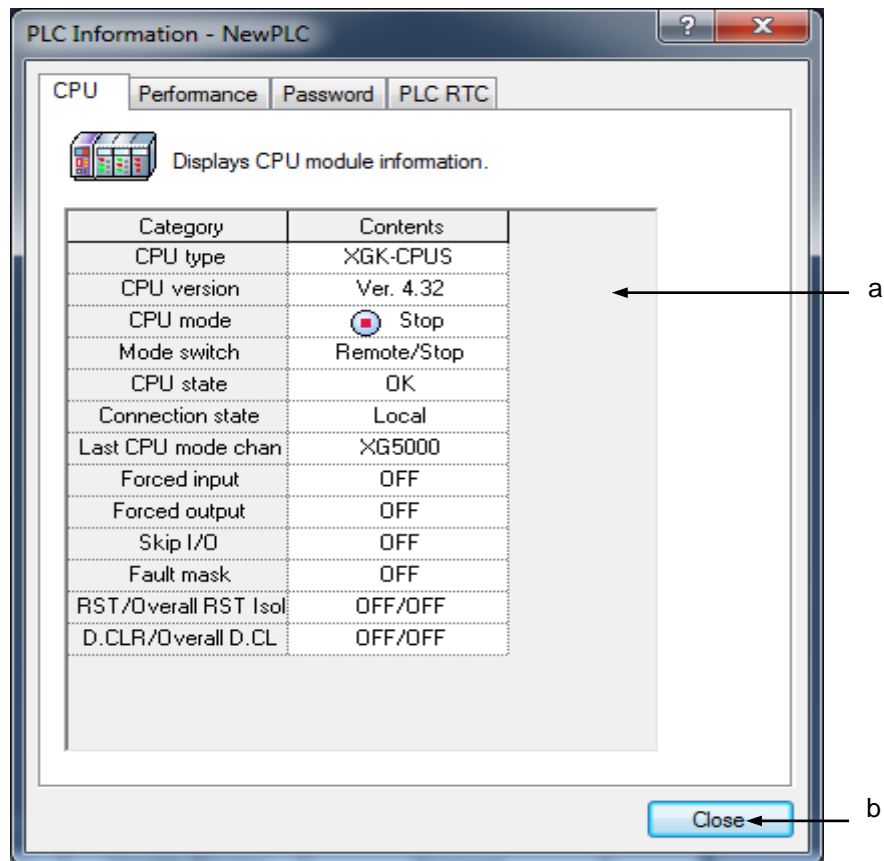 PLC Information - NewPLC
? X
CPU Performance Password PLC RTC
Displays CPU module information.
Category Contents
CPU type XGK-CPUS
CPU version Ver. 4.32
a
CPU mode Stop
Mode switch Remote/Stop
CPU state OK
Connection state Local
Last CPU mode chan XG5000
Forced input OFF
Forced output OFF
Skip I/O OFF
Fault mask OFF
RST/Overall RST Isol OFF/OFF
D.CLR/Overall D.CL OFF/OFF
Close b